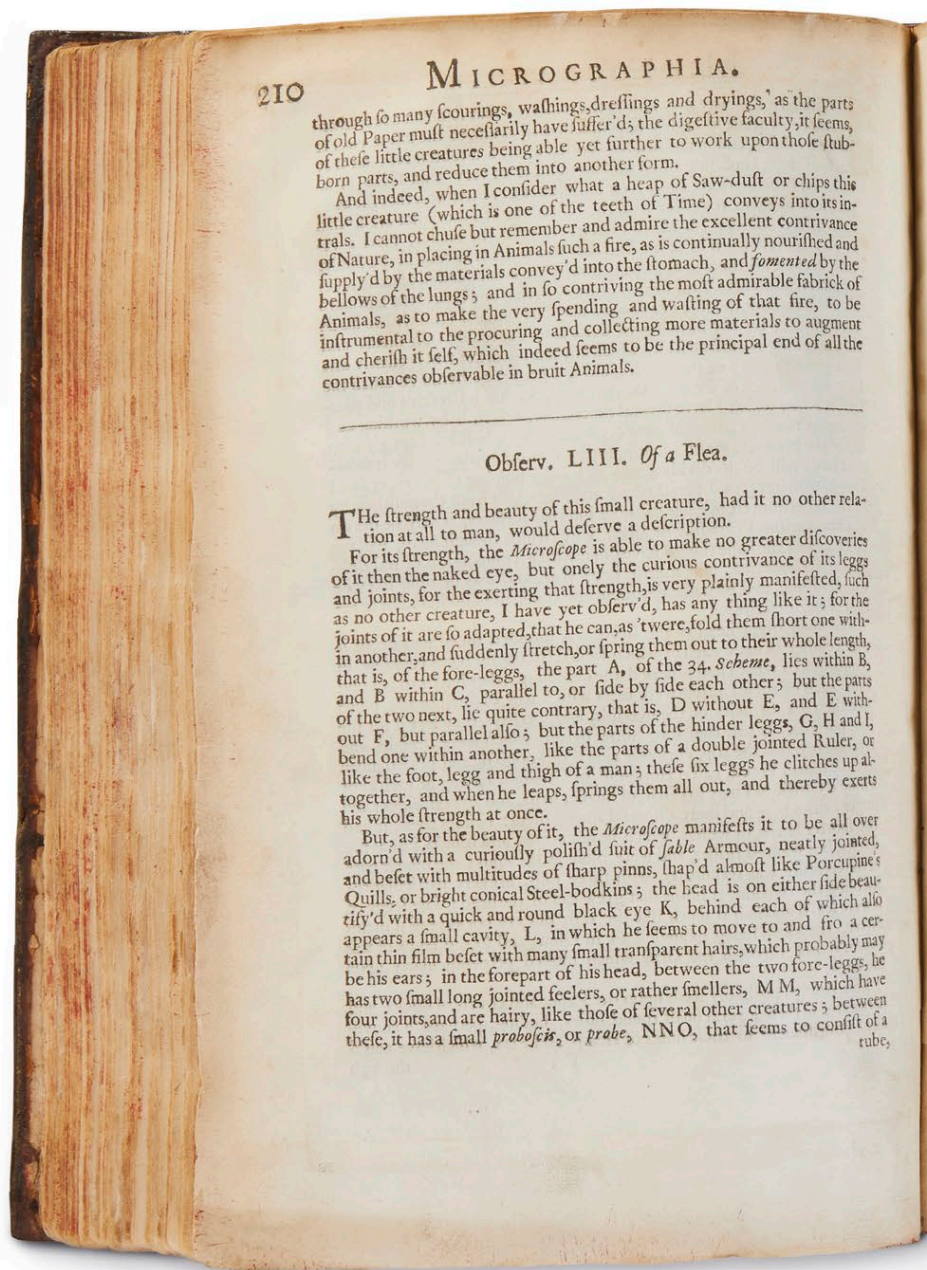 210
MICROGRAPHIA.
through ſo many ſcourings, waſhings,dreſſings and dryings, as the parts
of old Paper muſt neceſſarily have ſuffer'd; the digeſtive faculty,it ſeems,
of theſe little creatures being able yet further to work upon thoſe ſtub-
born parts, and reduce them into another form.
And indeed, when I conſider what a heap of Saw-duſt or chips this
little creature (which is one of the teeth of Time) conveys into its in-
trals. I cannot chuſe but remember and admire the excellent contrivance
of Nature, in placing in Animals ſuch a fire, as is continually nouriſhed and
ſupply'd by the materials convey'd into the ſtomach, and fomented by the
bellows of the lungs; and in ſo contriving the moſt admirable fabrick of
Animals, as to make the very ſpending and waſting of that fire, to be
inſtrumental to the procuring and collecting more materials to augment
and cheriſh it ſelf, which indeed ſeems to be the principal end of all the
contrivances obſervable in bruit Animals.
Obſerv. LIII. Of a Flea.
THe ſtrength and beauty of this ſmall creature, had it no other rela-
tion at all to man, would deſerve a deſcription.
For its ſtrength, the Microſcope is able to make no greater diſcoveries
of it then the naked eye, but onely the curious contrivance of its leggs
and joints, for the exerting that ſtrength,is very plainly manifeſted, ſuch
as no other creature, I have yet obſerv'd, has any thing like it; for the
joints of it are ſo adapted,that he can,as 'twere,fold them ſhort one with-
in another,and ſuddenly ſtretch,or ſpring them out to their whole length,
that is, of the fore-leggs, the part A, of the 34. Scheme, lies within B,
and B within C, parallel to, or ſide by ſide each other; but the parts
of the two next, lie quite contrary, that is, D without E, and E with-
out F, but parallel alſo; but the parts of the hinder leggs, G, H and I,
bend one within another, like the parts of a double jointed Ruler, or
like the foot, legg and thigh of a man; theſe ſix leggs he clitches up al-
together, and when he leaps, ſprings them all out, and thereby exerts
his whole ſtrength at once.
But, as for the beauty of it, the Microſcope manifeſts it to be all over
adorn'd with a curiouſly poliſh'd ſuit of ſable Armour, neatly jointed,
and beſet with multitudes of ſharp pinns, ſhap'd almoſt like Porcupine's
Quills, or bright conical Steel-bodkins; the head is on either ſide beau-
tify'd with a quick and round black eye K, behind each of which alſo
appears a ſmall cavity, L, in which he ſeems to move to and fro a cer-
tain thin film beſet with many ſmall tranſparent hairs,which probably may
be his ears; in the forepart of his head, between the two fore-leggs, he
has two ſmall long jointed feelers, or rather ſmellers, M M, which have
four joints,and are hairy, like thoſe of ſeveral other creatures; between
theſe, it has a ſmall proboſcis, or probe, NNO, that ſeems to conſiſt of a
tube,